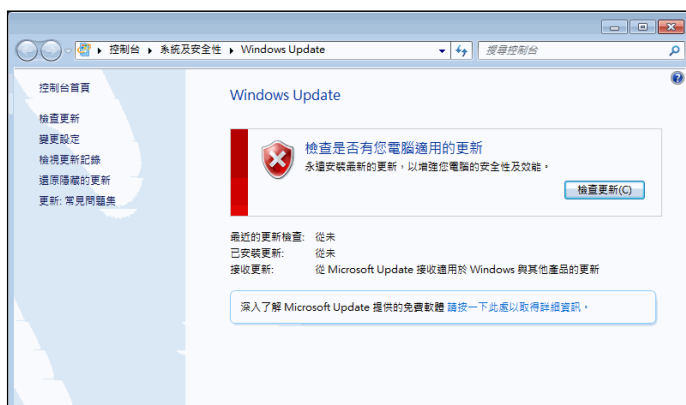 控制台 ▸ 系統及安全性 ▸ Windows Update
搜尋控制台
控制台首頁
檢查更新
變更設定
檢視更新記錄
還原隱藏的更新
更新: 常見問題集
Windows Update
檢查是否有您電腦適用的更新
永遠安裝最新的更新，以增強您電腦的安全性及效能。
檢查更新(C)
最近的更新檢查: 從未
已安裝更新: 從未
接收更新: 從 Microsoft Update 接收適用於 Windows 與其他產品的更新
深入了解 Microsoft Update 提供的免費軟體 請按一下此處以取得詳細資訊。